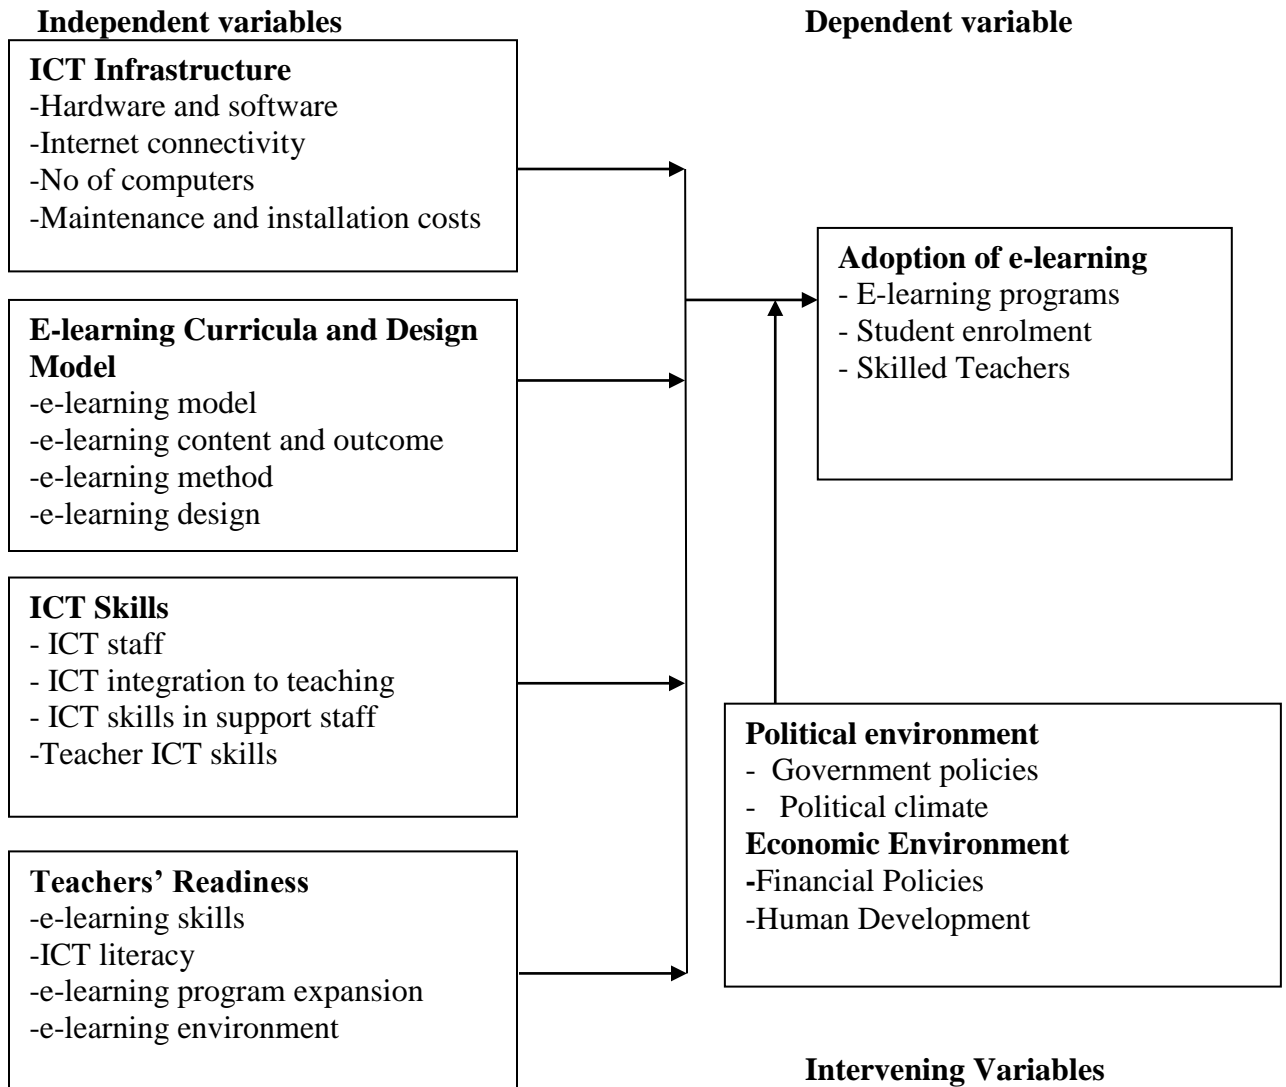 Independent variables
Dependent variable
ICT Infrastructure
-Hardware and software
-Internet connectivity
-No of computers
-Maintenance and installation costs
E-learning Curricula and Design
Model
-e-learning model
-e-learning content and outcome
-e-learning method
-e-learning design
ICT Skills
- ICT staff
- ICT integration to teaching
- ICT skills in support staff
-Teacher ICT skills
Teachers’ Readiness
-e-learning skills
-ICT literacy
-e-learning program expansion
-e-learning environment
Adoption of e-learning
- E-learning programs
- Student enrolment
- Skilled Teachers
Political environment
- Government policies
- Political climate
Economic Environment
-Financial Policies
-Human Development
Intervening Variables